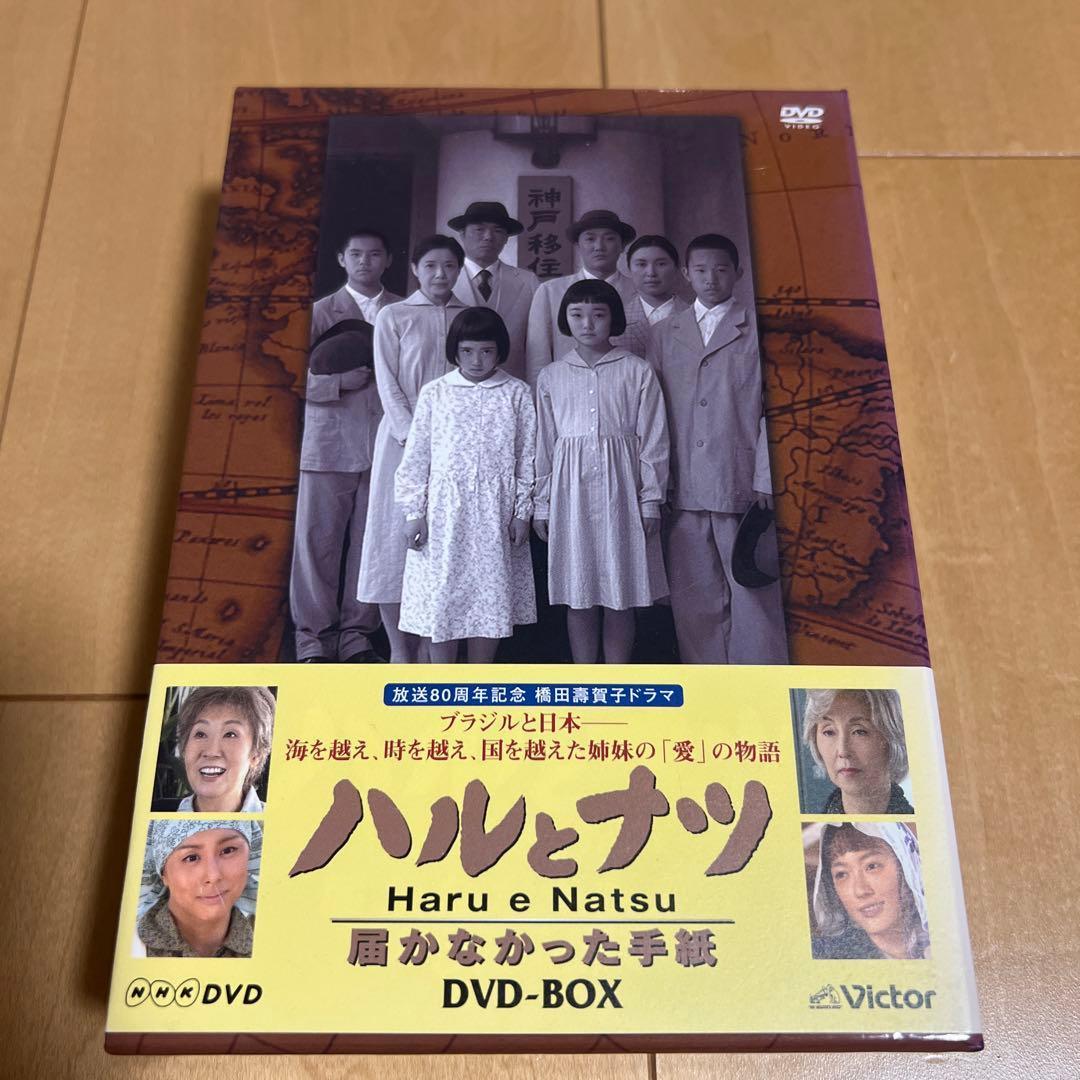 DVD
VIDEO
神戸移住
放送80周年記念 橋田壽賀子ドラマ
ブラジルと日本——
海を越え、時を越え、国を越えた姉妹の「愛」の物語
ハルとナツ
Haru e Natsu
届かなかった手紙
DVD-BOX
NHK DVD
Victor